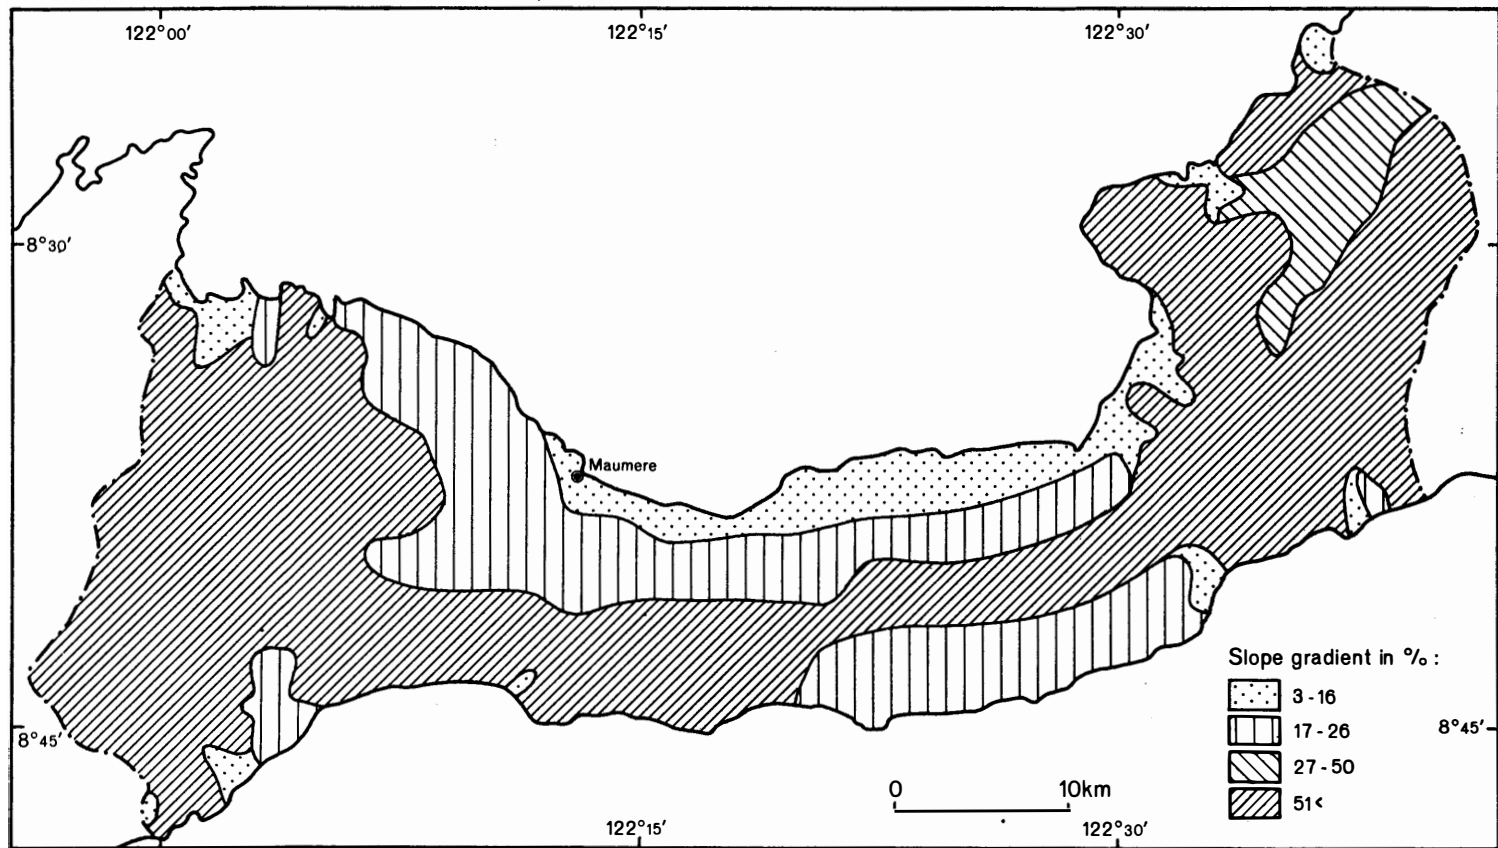 122°00′ 122°15′ 122°30′
8°30′
Maumere
Slope gradient in % :
3 - 16
8°45′ 17 - 26 8°45′
27 - 50
0 10km
51<
122°15′ 122°30′